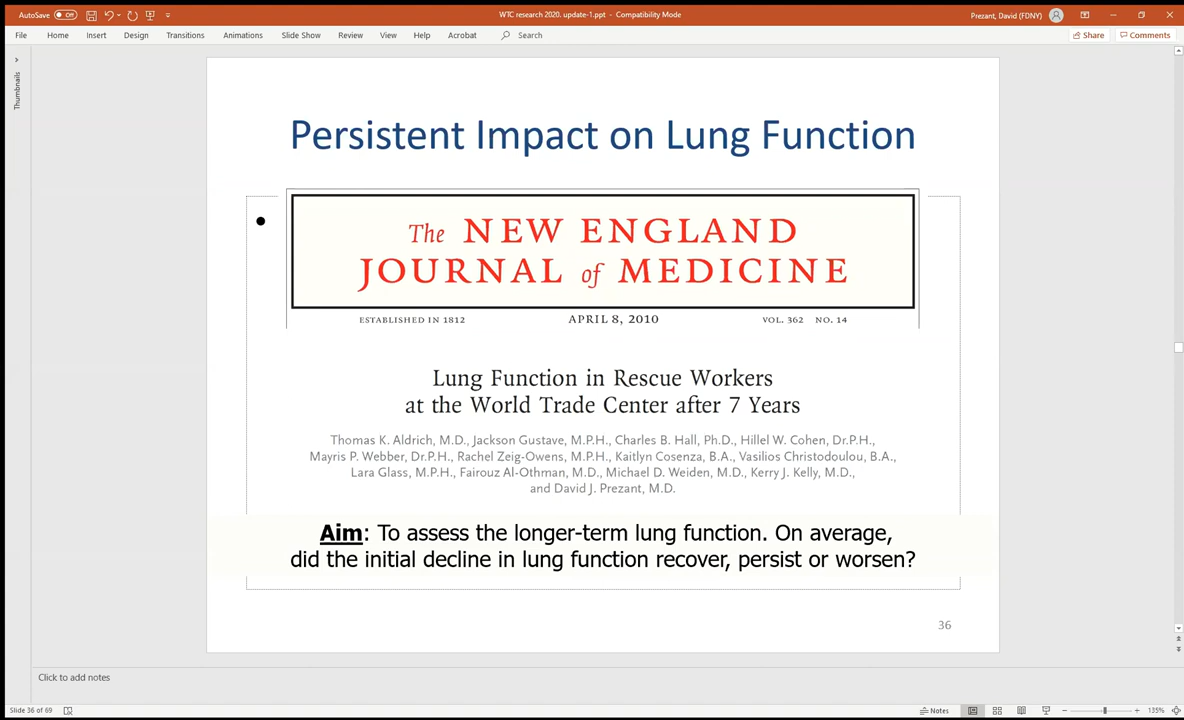 AutoSave Off
WTC research 2020. update-1.ppt - Compatibility Mode
Prezant, David (FDNY)
File Home Insert Design Transitions Animations Slide Show Review View Help Acrobat Search
Share Comments
Thumbnails
Persistent Impact on Lung Function
•
The NEW ENGLAND
JOURNAL of MEDICINE
ESTABLISHED IN 1812 APRIL 8, 2010 VOL. 362 NO. 14
Lung Function in Rescue Workers
at the World Trade Center after 7 Years
Thomas K. Aldrich, M.D., Jackson Gustave, M.P.H., Charles B. Hall, Ph.D., Hillel W. Cohen, Dr.P.H.,
Mayris P. Webber, Dr.P.H., Rachel Zeig-Owens, M.P.H., Kaitlyn Cosenza, B.A., Vasilios Christodoulou, B.A.,
Lara Glass, M.P.H., Fairouz Al-Othman, M.D., Michael D. Weiden, M.D., Kerry J. Kelly, M.D.,
and David J. Prezant, M.D.
Aim: To assess the longer-term lung function. On average,
did the initial decline in lung function recover, persist or worsen?
36
Click to add notes
Slide 36 of 69
Notes
135%